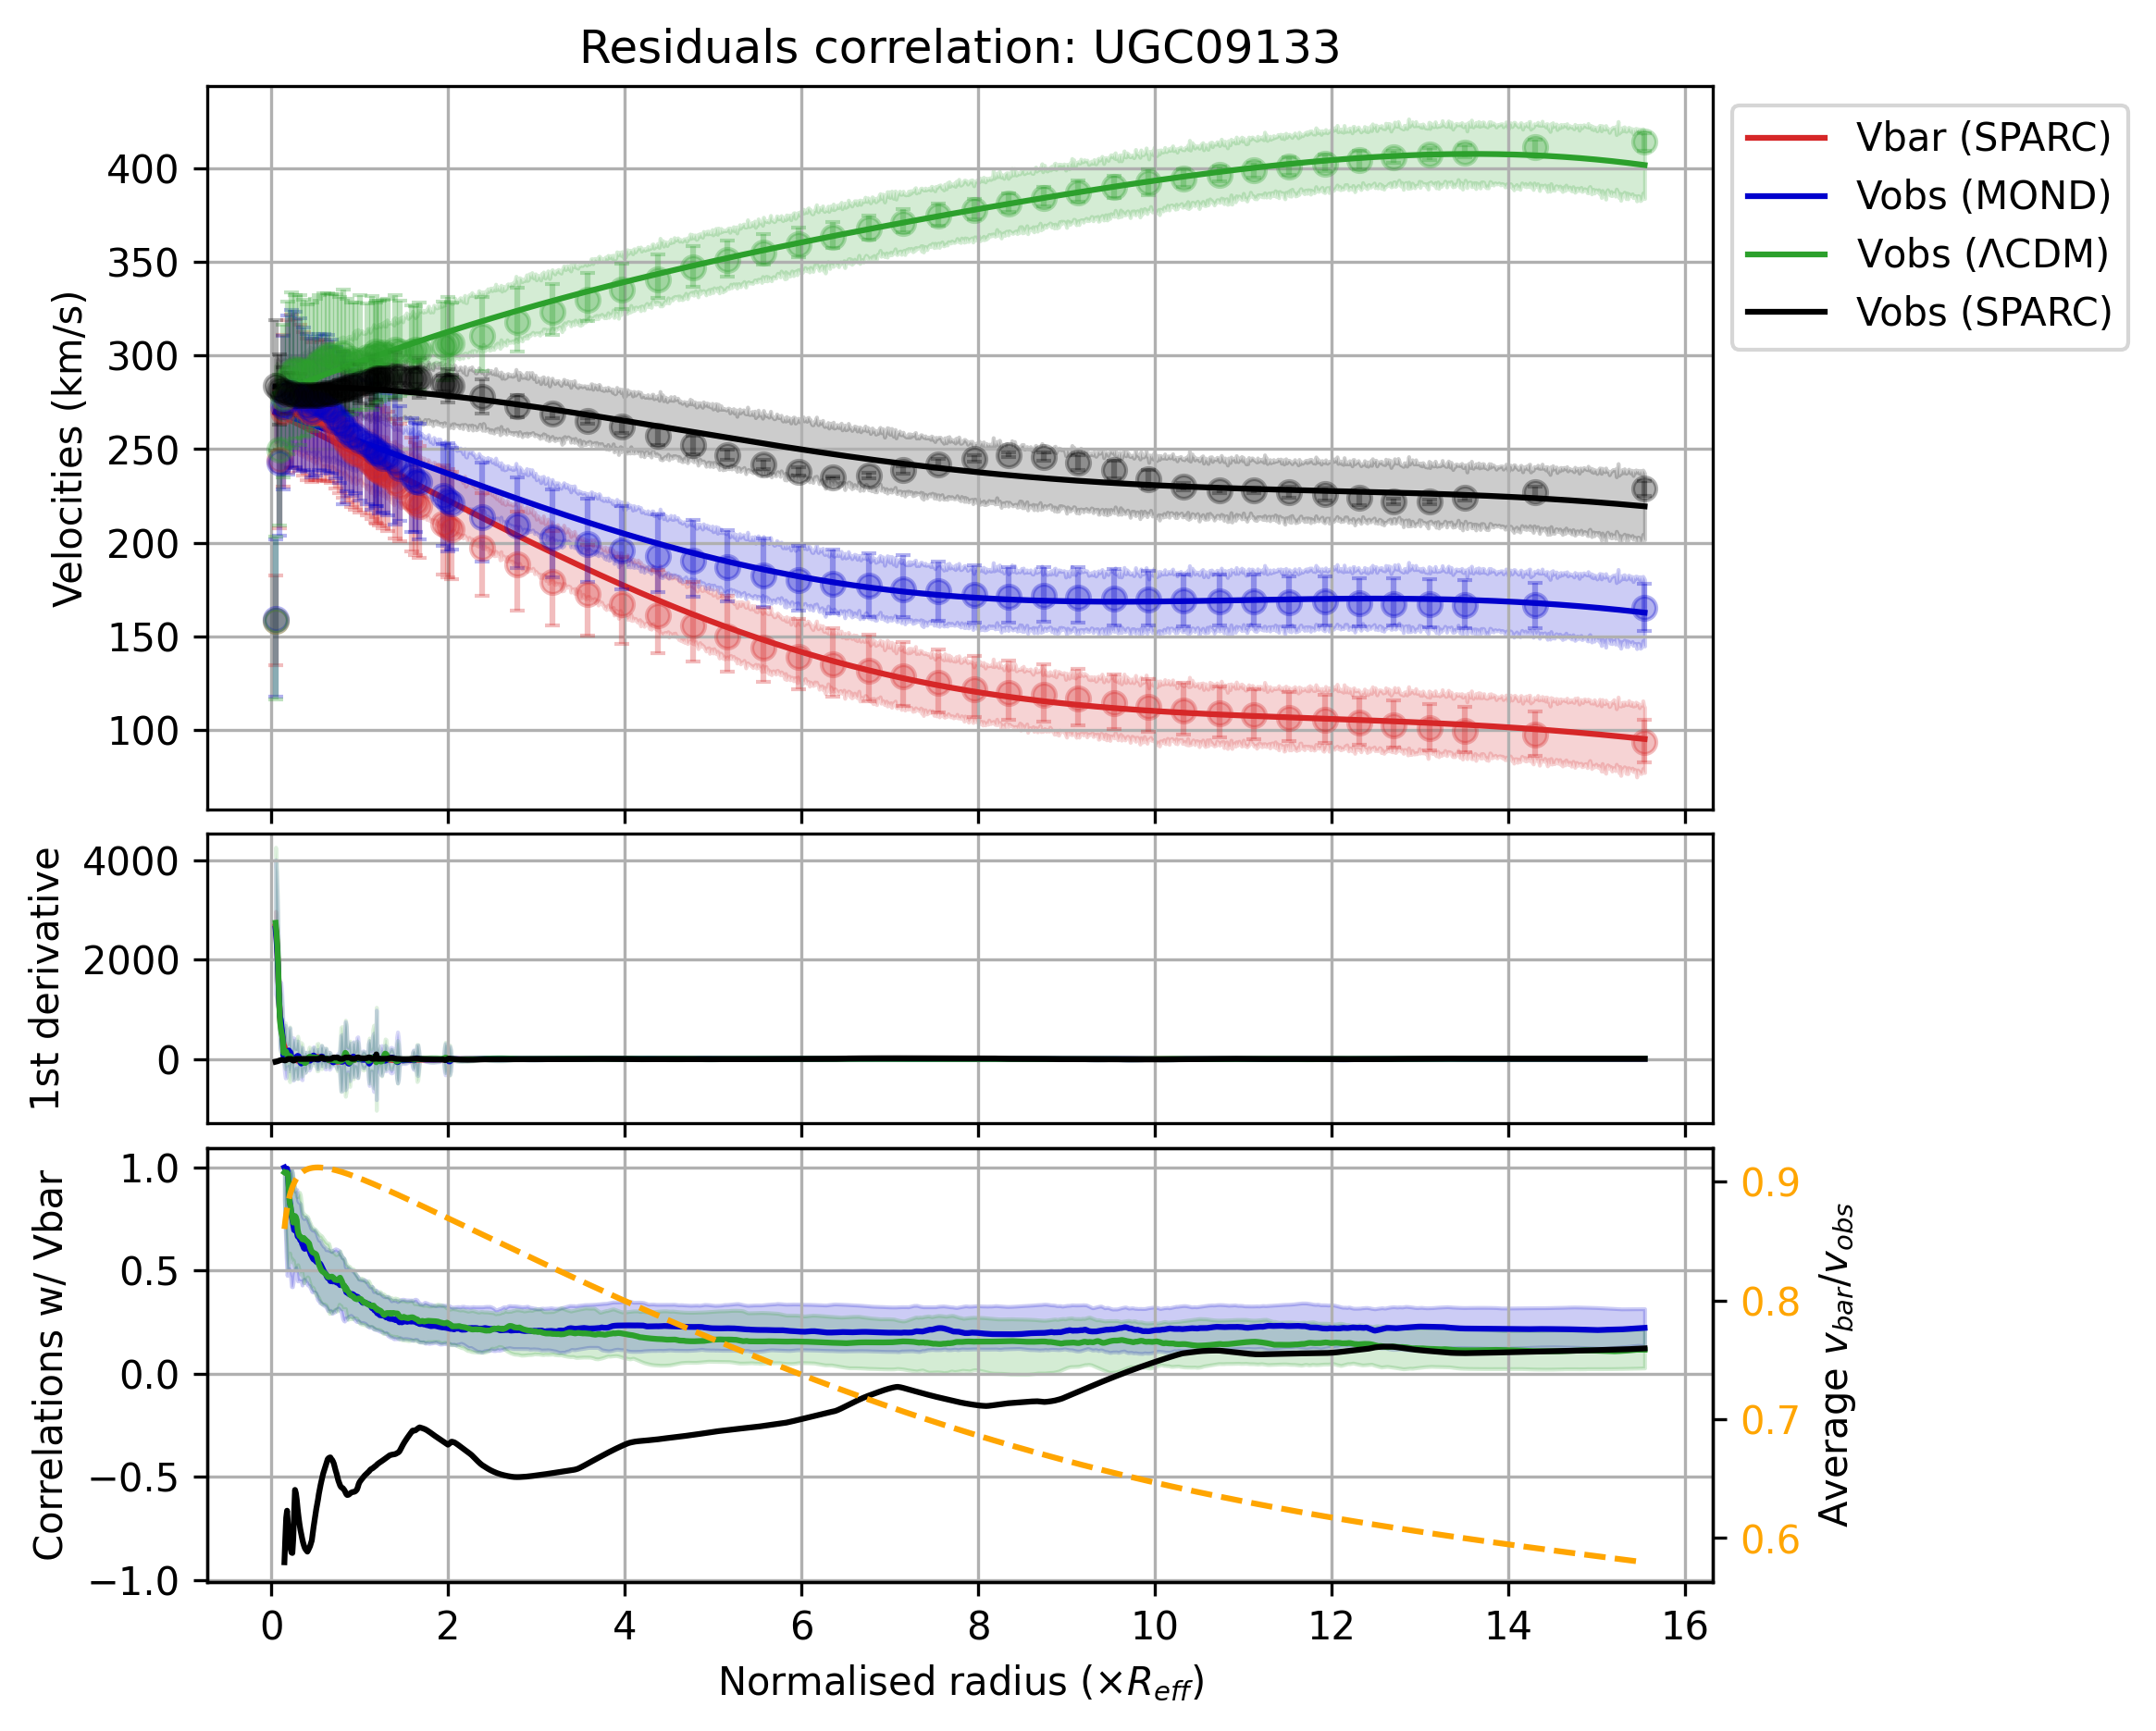 Residuals correlation: UGC09133
Velocities (km/s)
400
350
300
250
200
150
100
Vbar (SPARC)
Vobs (MOND)
Vobs (ΛCDM)
Vobs (SPARC)
1st derivative
4000
2000
0
Correlations w/ Vbar
1.0
0.5
0.0
−0.5
−1.0
0.9
0.8
0.7
0.6
Average v_bar/v_obs
0 2 4 6 8 10 12 14 16
Normalised radius (×R_eff)